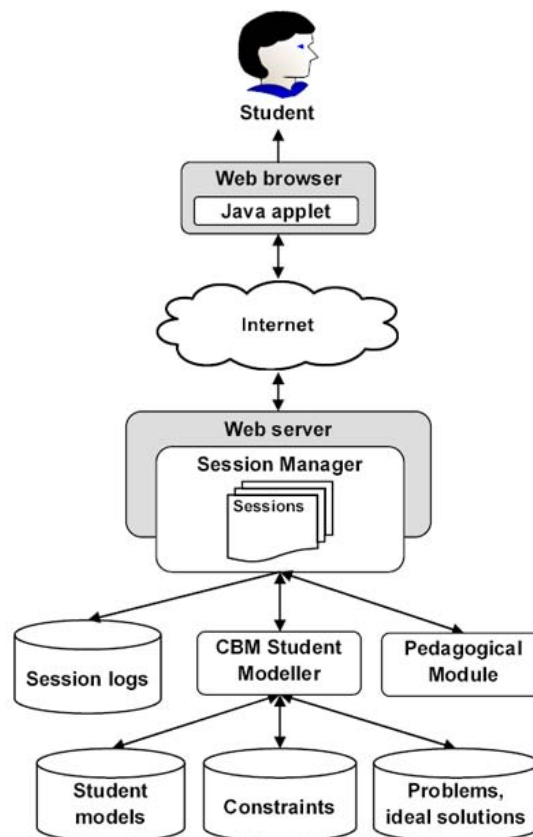 Student
Web browser
Java applet
Internet
Web server
Session Manager
Sessions
Session logs
CBM Student
Modeller
Pedagogical
Module
Student
models
Constraints
Problems,
ideal solutions